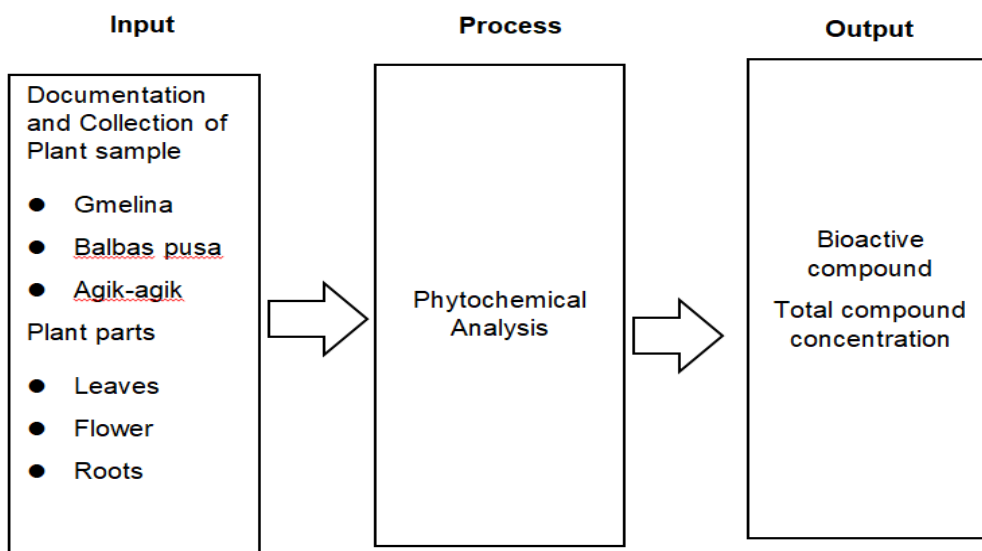 Input
Process
Output
Documentation
and Collection of
Plant sample
● Gmelina
● Balbas pusa
● Agik-agik
Plant parts
● Leaves
● Flower
● Roots
Phytochemical
Analysis
Bioactive
compound
Total compound
concentration